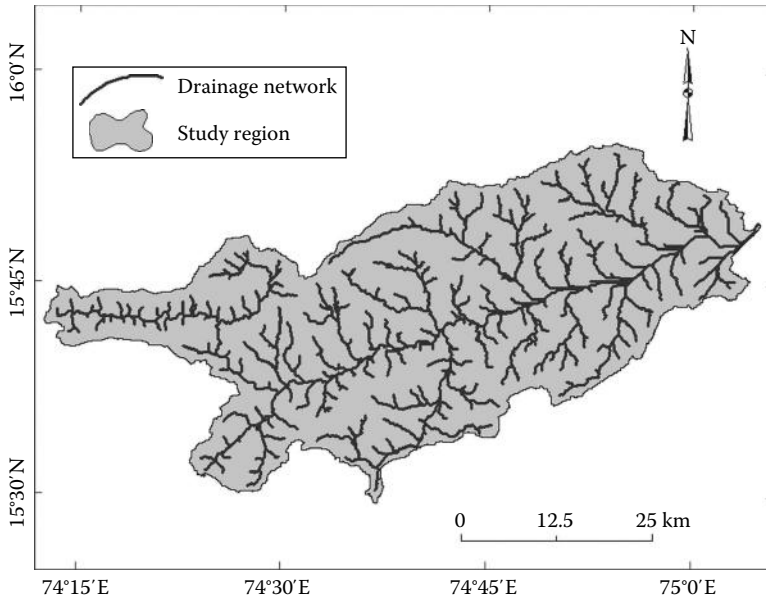 N
Drainage network
Study region
16°0′N
15°45′N
15°30′N
0 12.5 25 km
74°15′E 74°30′E 74°45′E 75°0′E